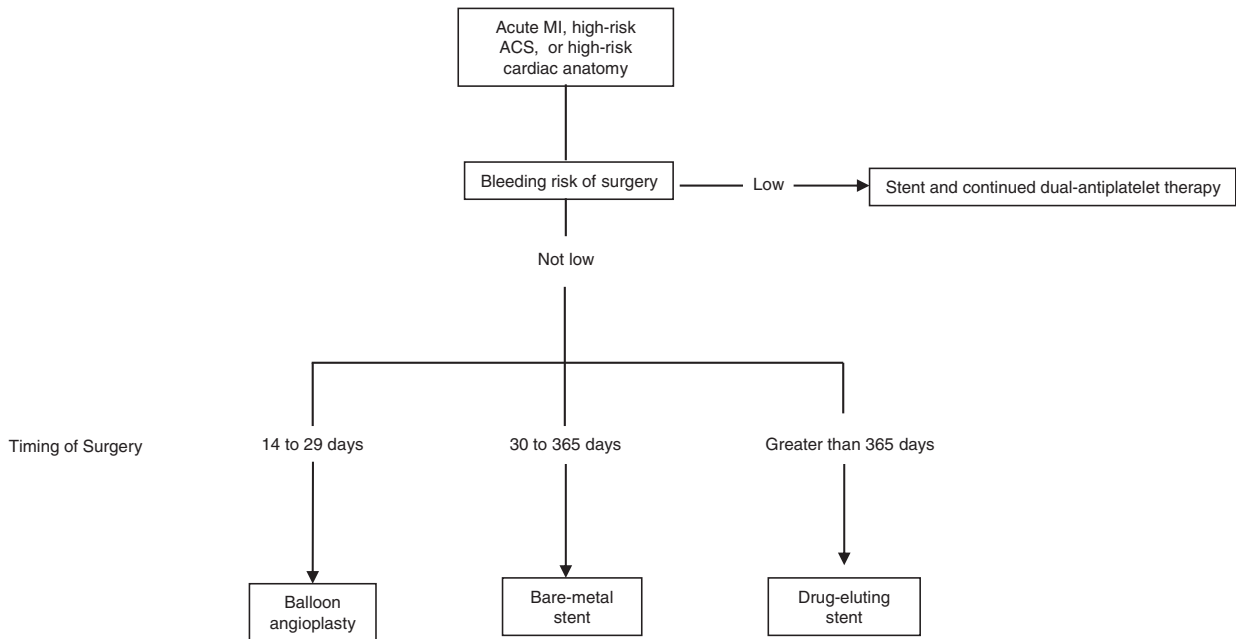 Acute MI, high-risk
ACS, or high-risk
cardiac anatomy
Bleeding risk of surgery
Low
Stent and continued dual-antiplatelet therapy
Not low
Timing of Surgery
14 to 29 days
30 to 365 days
Greater than 365 days
Balloon
angioplasty
Bare-metal
stent
Drug-eluting
stent